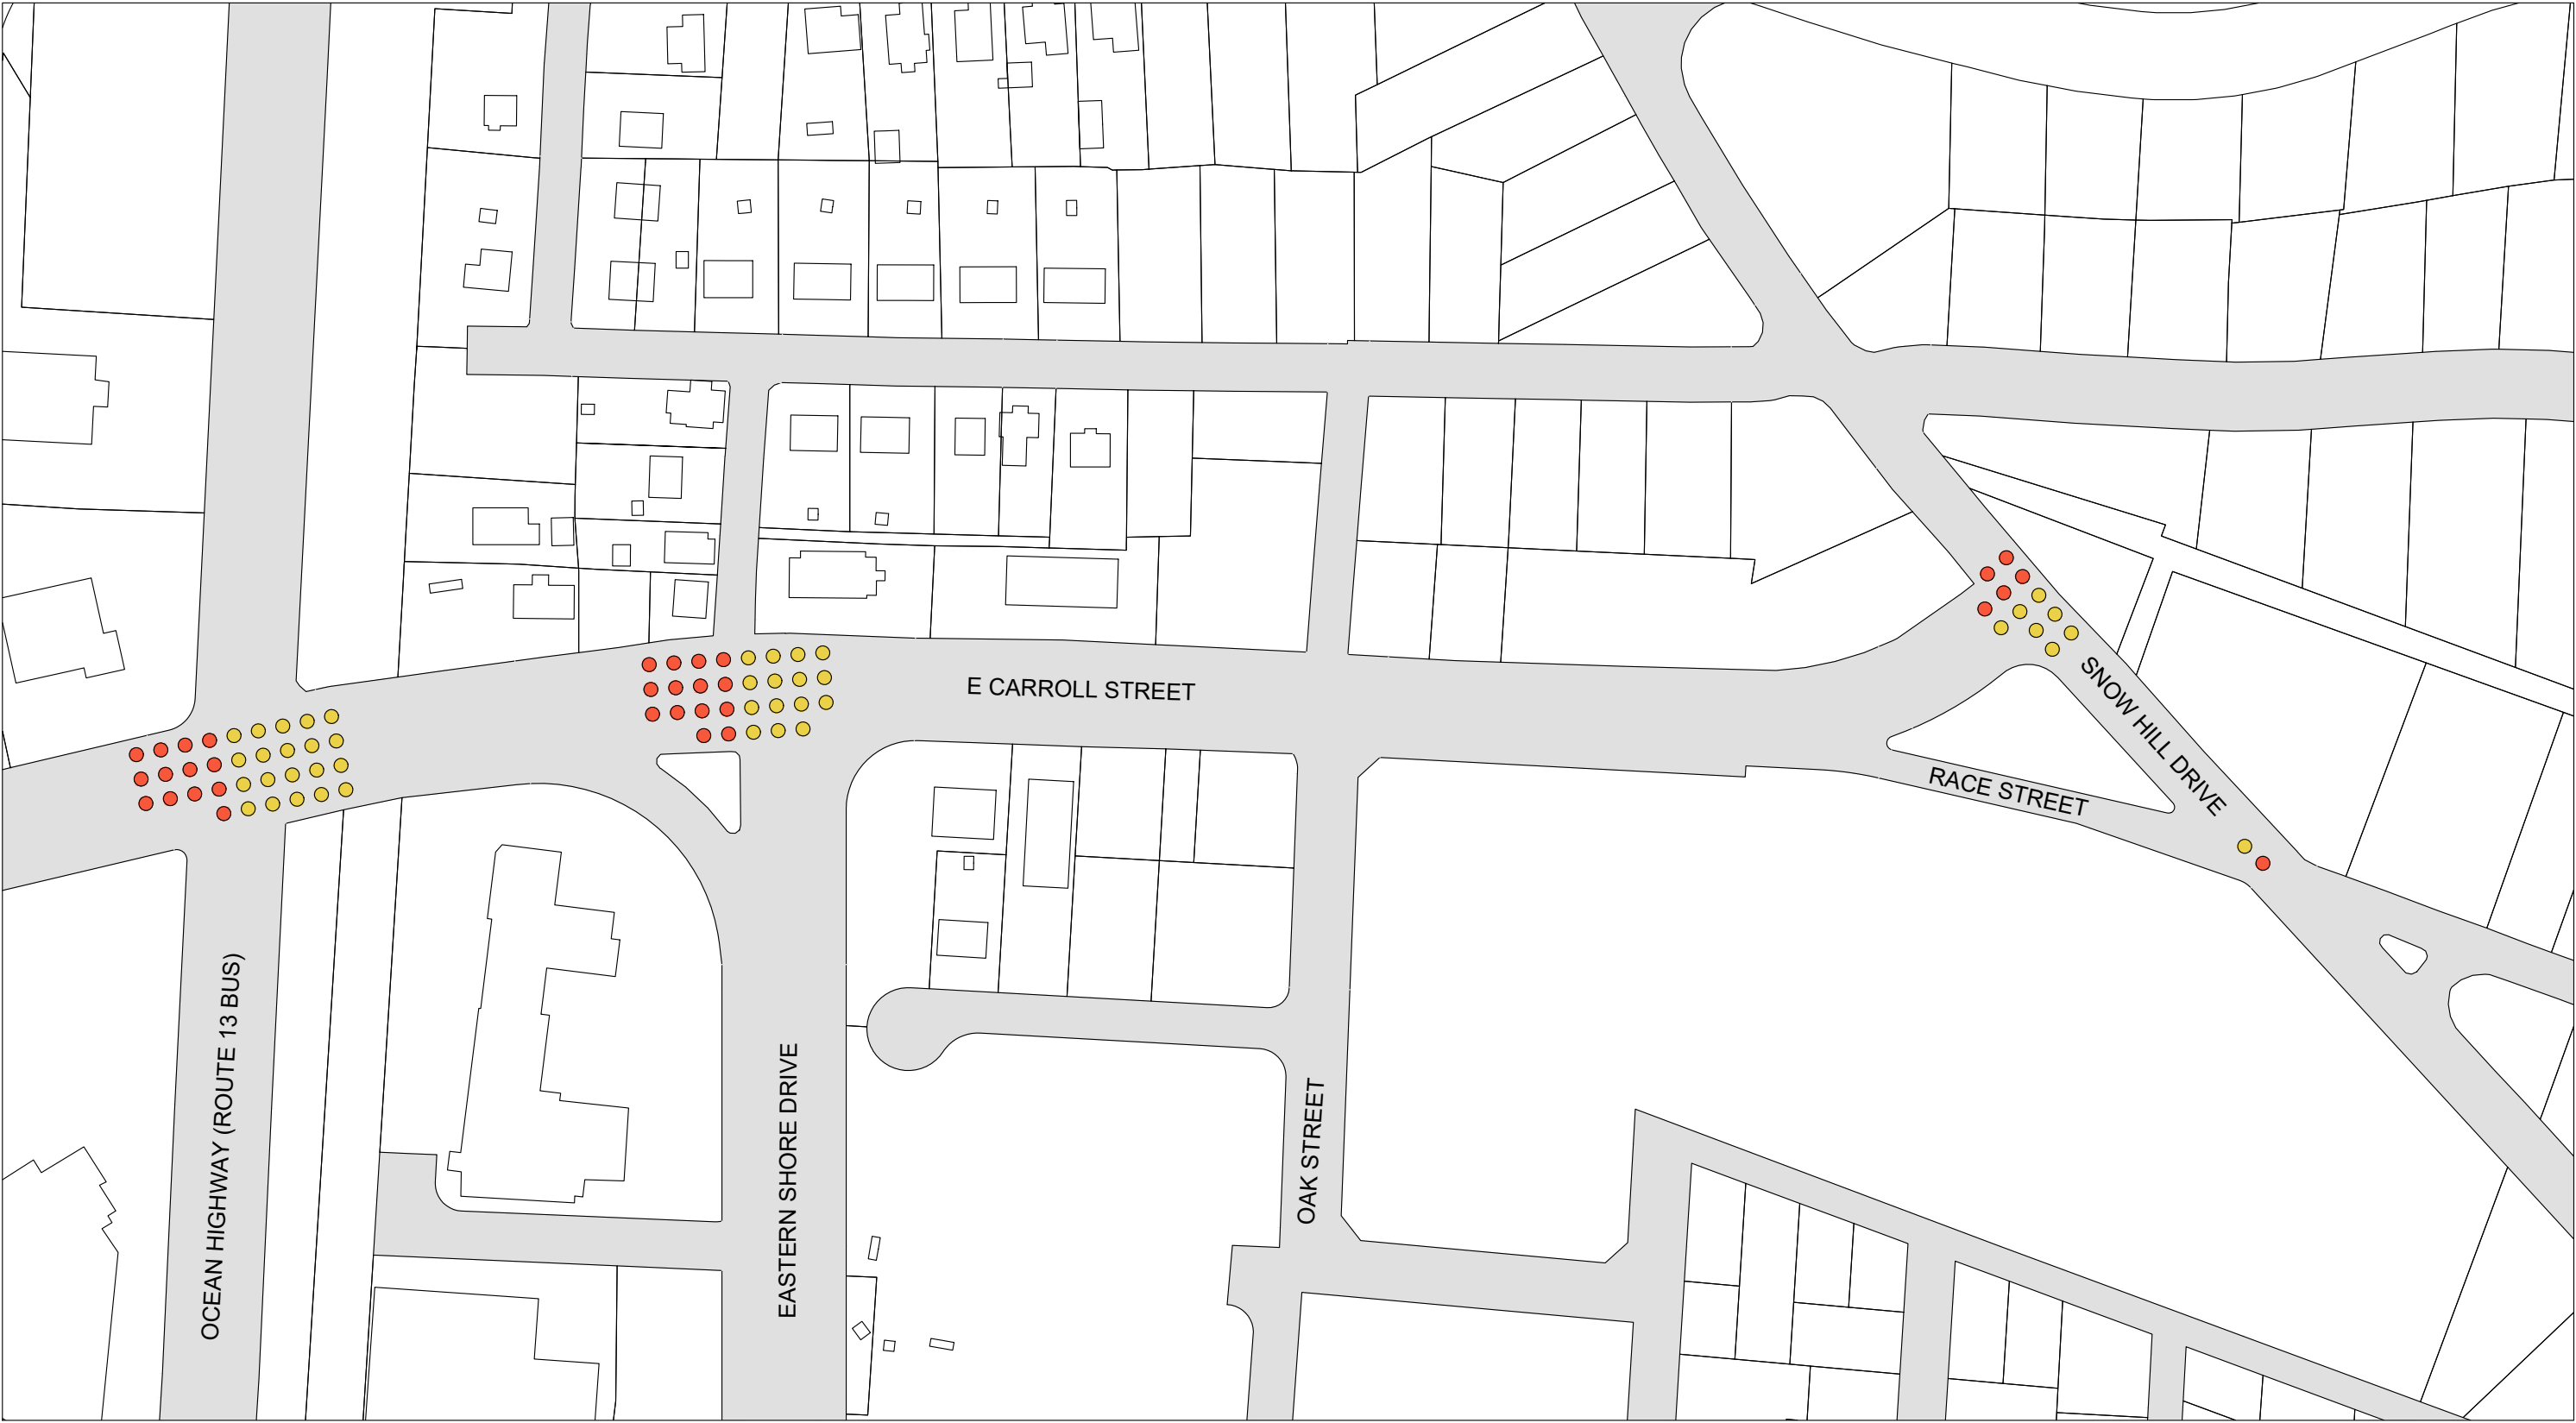 E CARROLL STREET
SNOW HILL DRIVE
RACE STREET
OCEAN HIGHWAY (ROUTE 13 BUS)
EASTERN SHORE DRIVE
OAK STREET